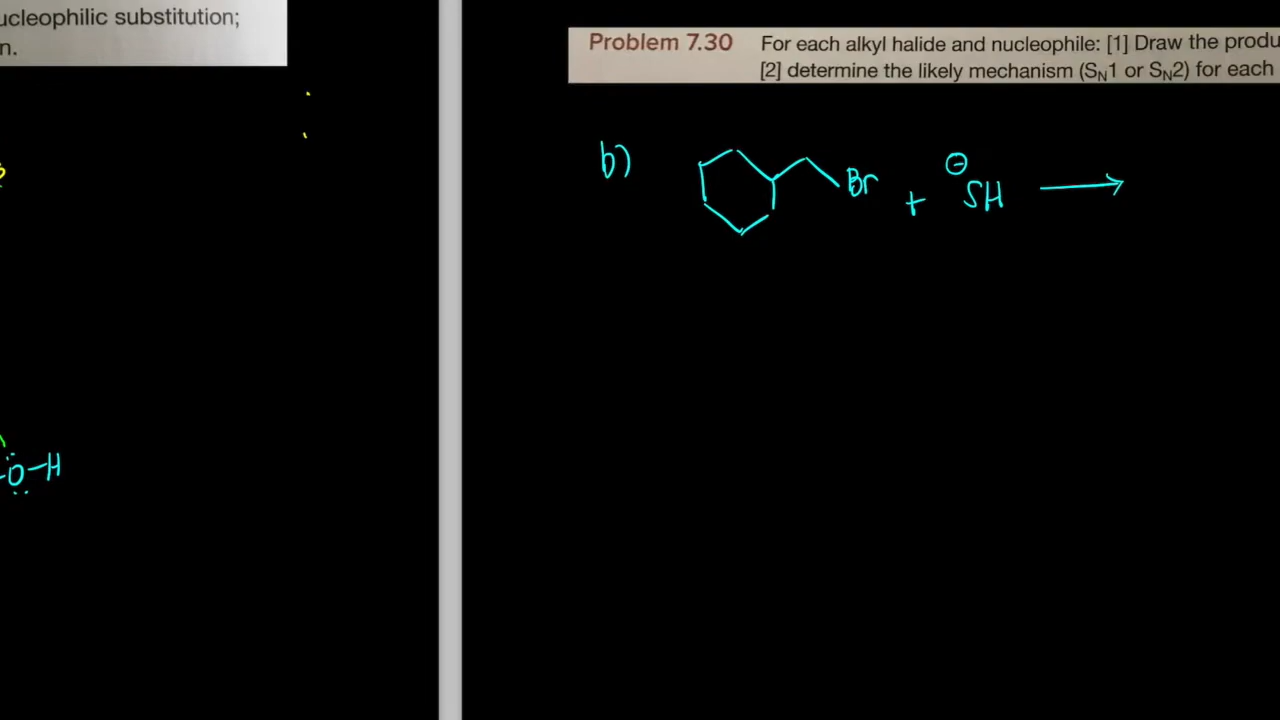 ucleophilic substitution;
n.
Problem 7.30 For each alkyl halide and nucleophile: [1] Draw the produ
[2] determine the likely mechanism (SN1 or SN2) for each
b)
Br + ⊖SH →
O-H